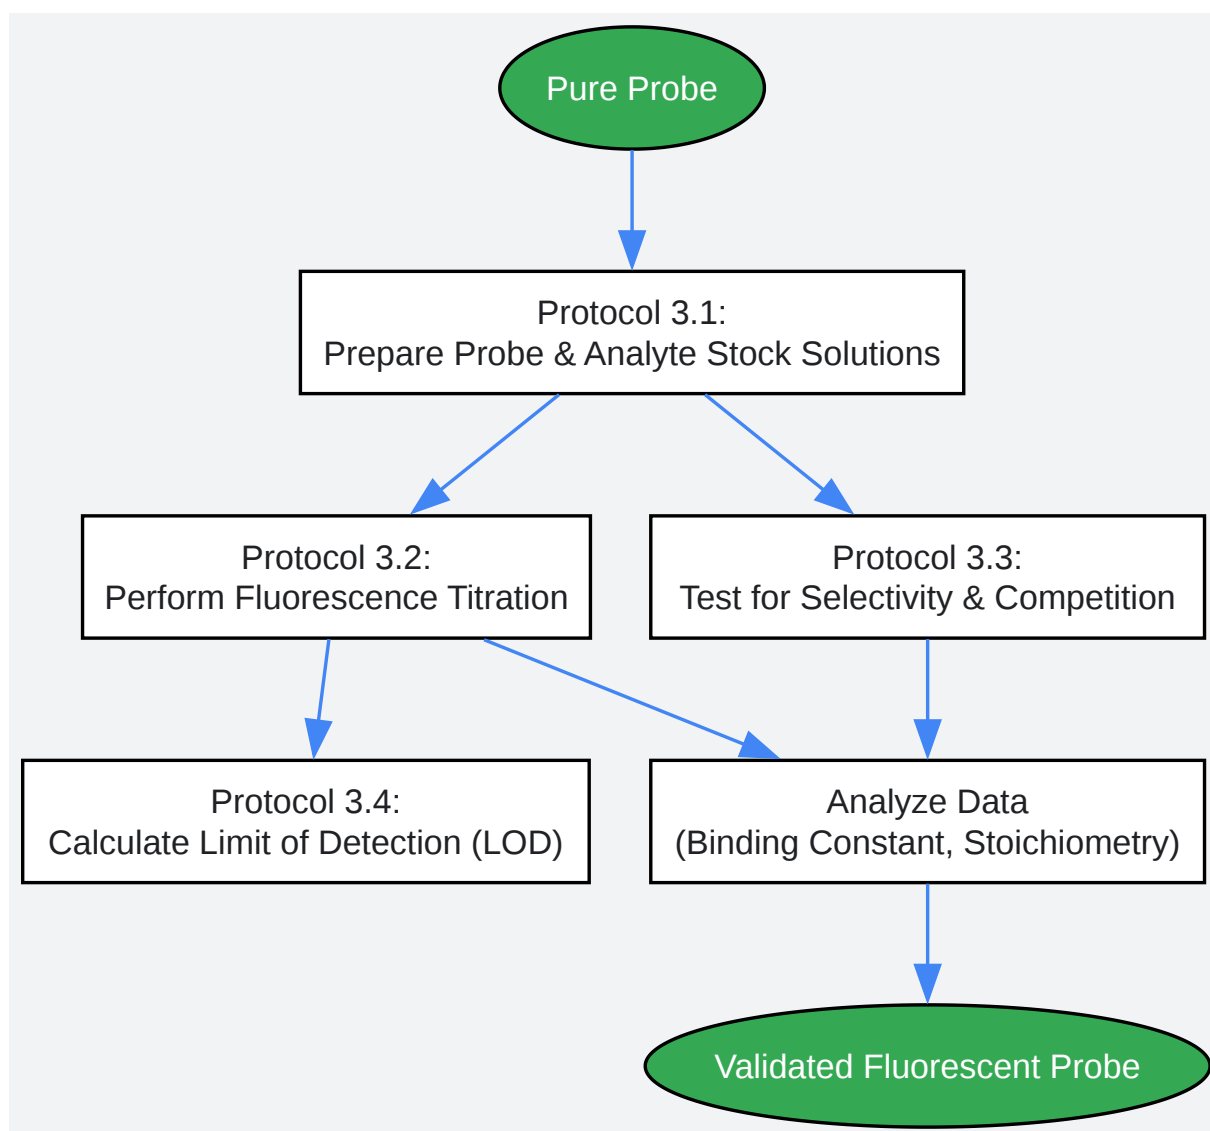 Pure Probe
Protocol 3.1:
Prepare Probe & Analyte Stock Solutions
Protocol 3.2:
Perform Fluorescence Titration
Protocol 3.3:
Test for Selectivity & Competition
Protocol 3.4:
Calculate Limit of Detection (LOD)
Analyze Data
(Binding Constant, Stoichiometry)
Validated Fluorescent Probe